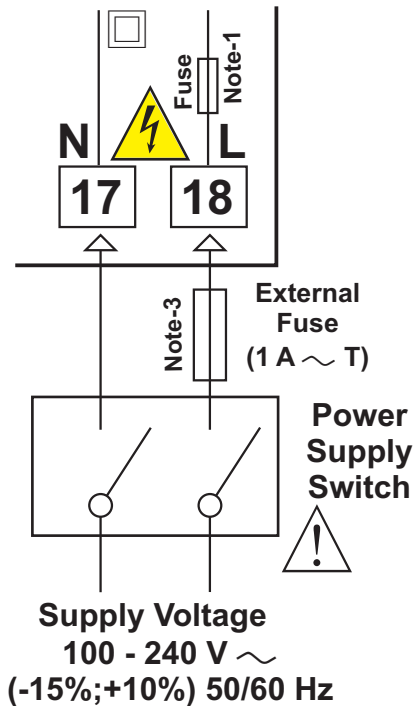 Fuse
Note-1
N
L
17
18
Note-3
External
Fuse
(1 A ~ T)
Power
Supply
Switch
Supply Voltage
100 - 240 V ~
(-15%;+10%) 50/60 Hz